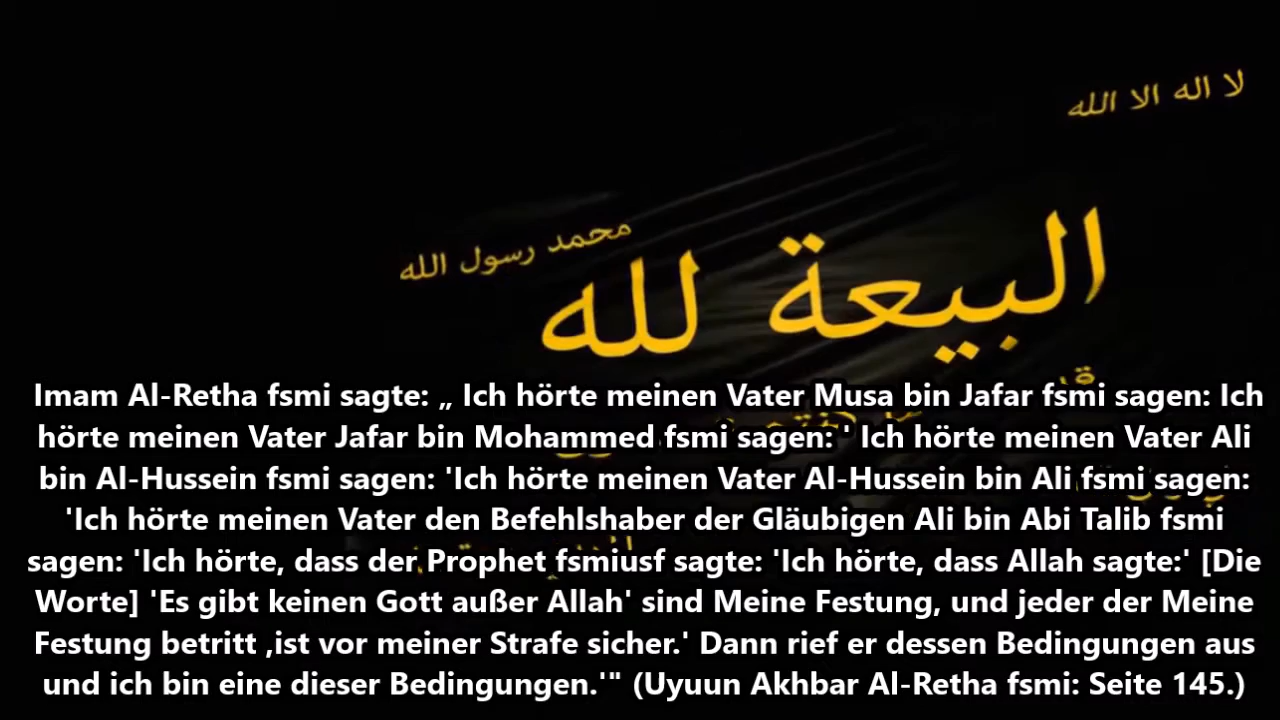 لا اله الا الله
محمد رسول الله
البيعة لله
Imam Al-Retha fsmi sagte: „ Ich hörte meinen Vater Musa bin Jafar fsmi sagen: Ich
hörte meinen Vater Jafar bin Mohammed fsmi sagen: ' Ich hörte meinen Vater Ali
bin Al-Hussein fsmi sagen: 'Ich hörte meinen Vater Al-Hussein bin Ali fsmi sagen:
'Ich hörte meinen Vater den Befehlshaber der Gläubigen Ali bin Abi Talib fsmi
sagen: 'Ich hörte, dass der Prophet fsmiusf sagte: 'Ich hörte, dass Allah sagte:' [Die
Worte] 'Es gibt keinen Gott außer Allah' sind Meine Festung, und jeder der Meine
Festung betritt ,ist vor meiner Strafe sicher.' Dann rief er dessen Bedingungen aus
und ich bin eine dieser Bedingungen.'" (Uyuun Akhbar Al-Retha fsmi: Seite 145.)